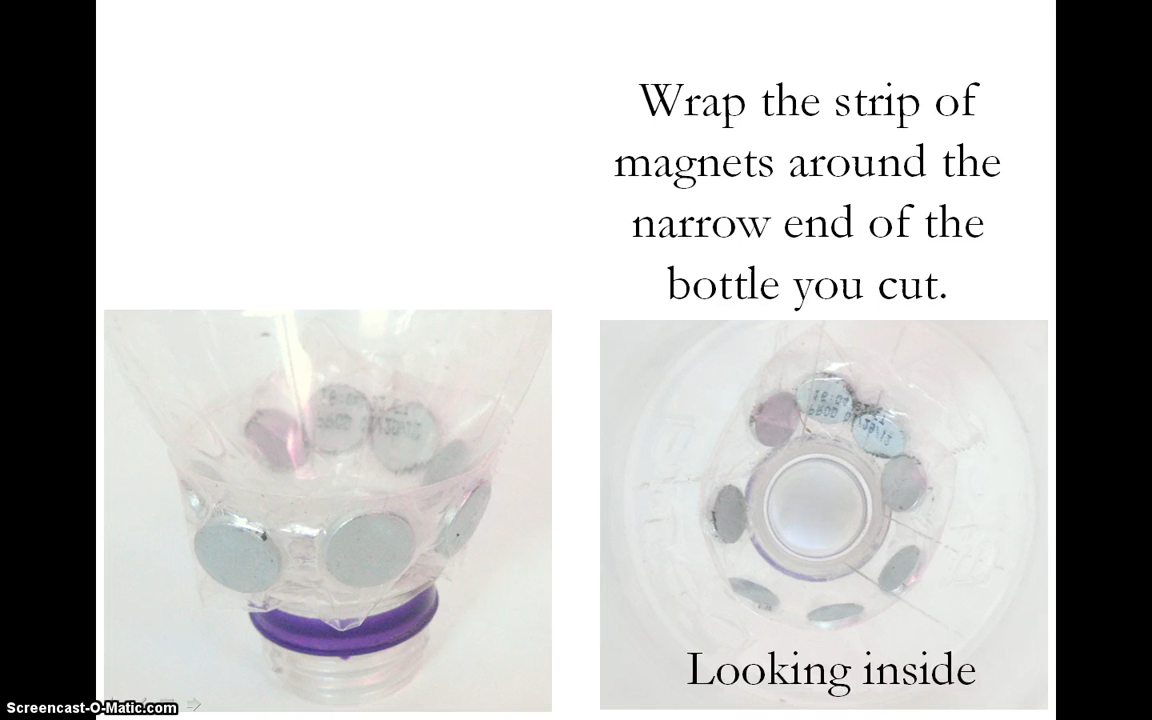 Wrap the strip of
magnets around the
narrow end of the
bottle you cut.
Looking inside
Screencast-O-Matic.com